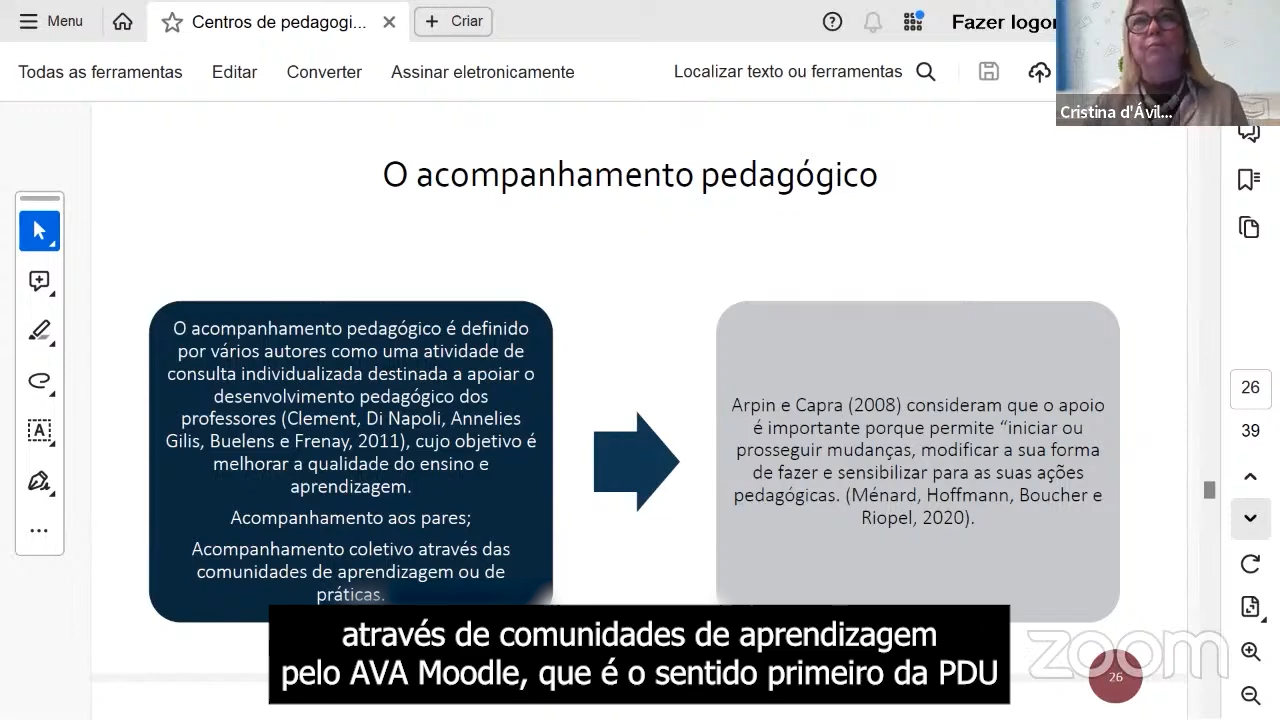 Menu
Centros de pedagogi...
Criar
Todas as ferramentas
Editar
Converter
Assinar eletronicamente
Localizar texto ou ferramentas
Fazer logon
Cristina d'Ávil...
O acompanhamento pedagógico
O acompanhamento pedagógico é definido
por vários autores como uma atividade de
consulta individualizada destinada a apoiar o
desenvolvimento pedagógico dos
professores (Clement, Di Napoli, Annelies
Gilis, Buelens e Frenay, 2011), cujo objetivo é
melhorar a qualidade do ensino e
aprendizagem.
Acompanhamento aos pares;
Acompanhamento coletivo através das
comunidades de aprendizagem ou de
práticas.
Arpin e Capra (2008) consideram que o apoio
é importante porque permite “iniciar ou
prosseguir mudanças, modificar a sua forma
de fazer e sensibilizar para as suas ações
pedagógicas. (Ménard, Hoffmann, Boucher e
Riopel, 2020).
26
39
através de comunidades de aprendizagem
pelo AVA Moodle, que é o sentido primeiro da PDU
zoom
26